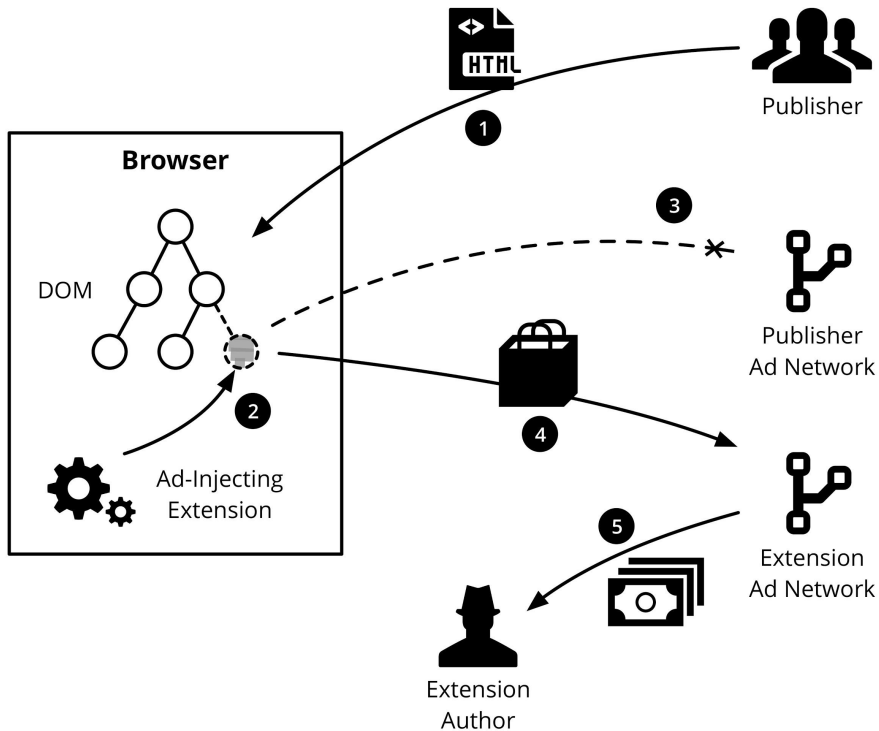 HTML
Publisher
1
Browser
3
DOM
Publisher
Ad Network
2
4
Ad-Injecting
Extension
5
Extension
Ad Network
Extension
Author